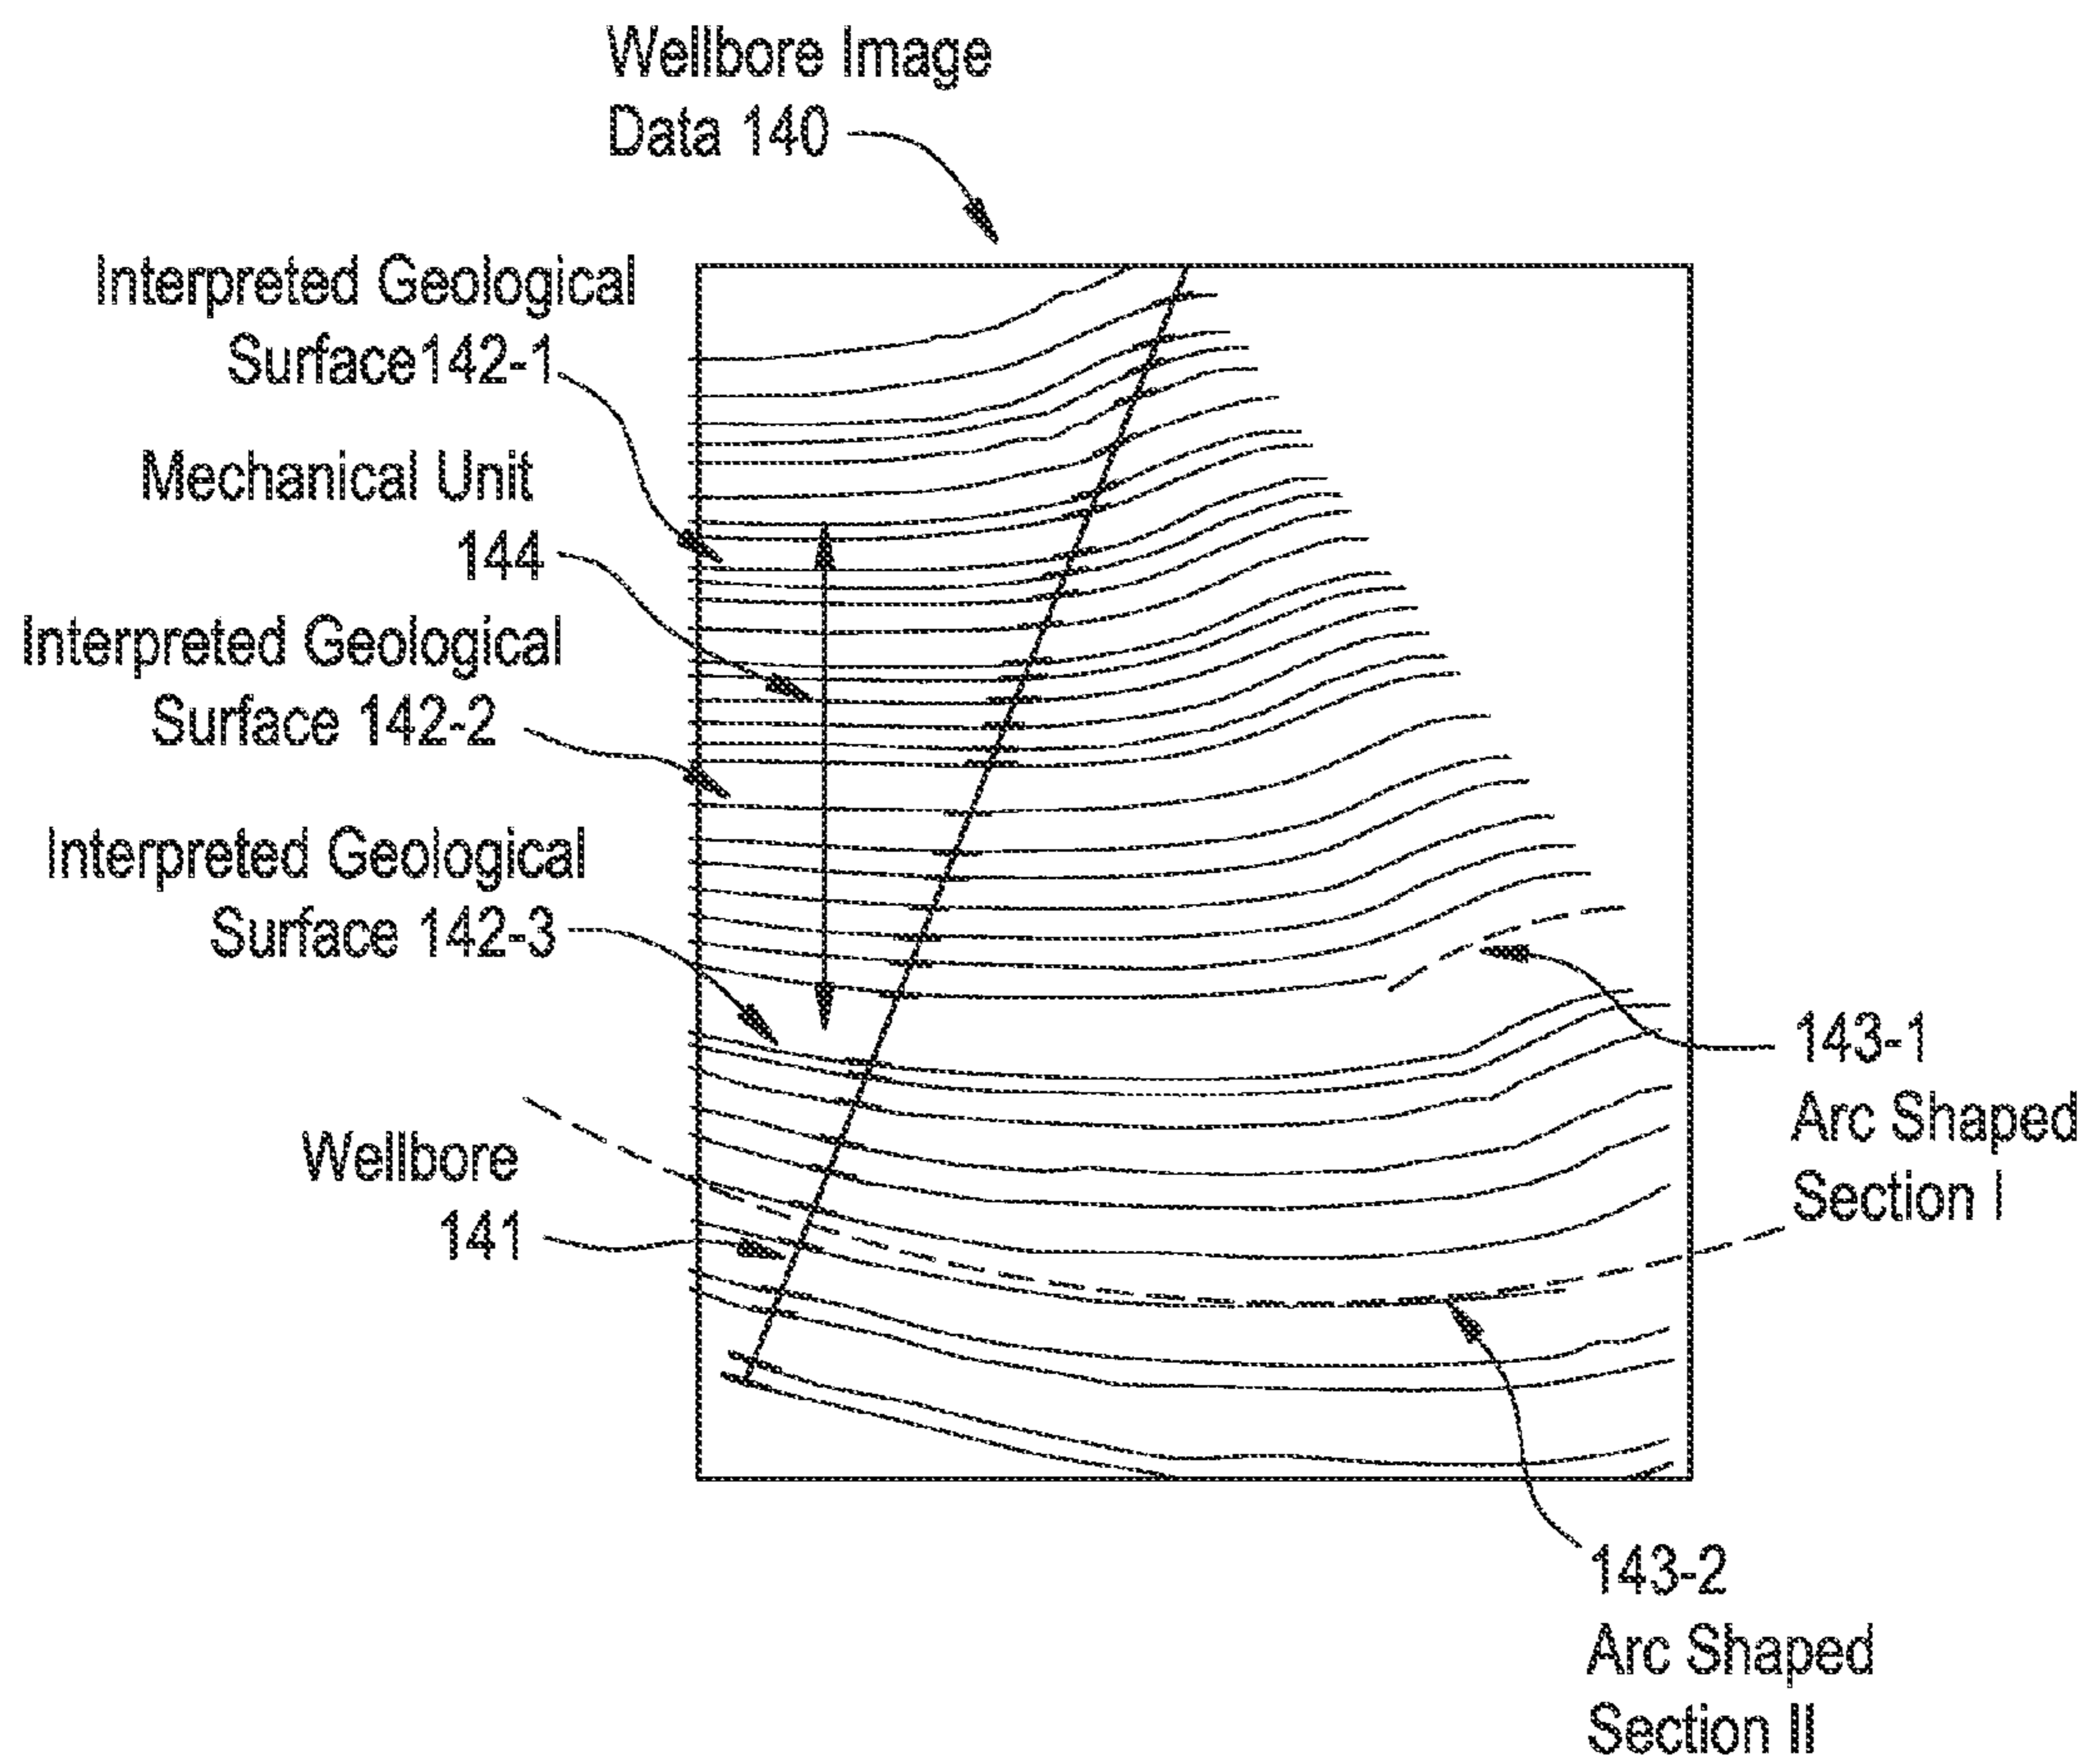 Wellbore Image
Data 140
Interpreted Geological
Surface142-1
Mechanical Unit
144
Interpreted Geological
Surface 142-2
Interpreted Geological
Surface 142-3
Wellbore
141
143-1
Arc Shaped
Section I
143-2
Arc Shaped
Section II